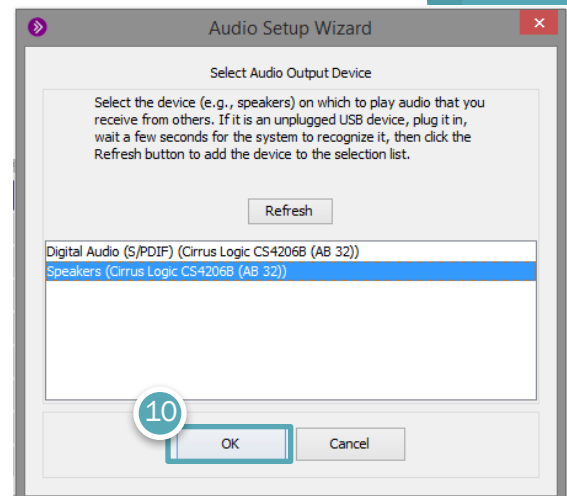 Audio Setup Wizard
Select Audio Output Device
Select the device (e.g., speakers) on which to play audio that you
receive from others. If it is an unplugged USB device, plug it in,
wait a few seconds for the system to recognize it, then click the
Refresh button to add the device to the selection list.
Refresh
Digital Audio (S/PDIF) (Cirrus Logic CS4206B (AB 32))
Speakers (Cirrus Logic CS4206B (AB 32))
10
OK Cancel